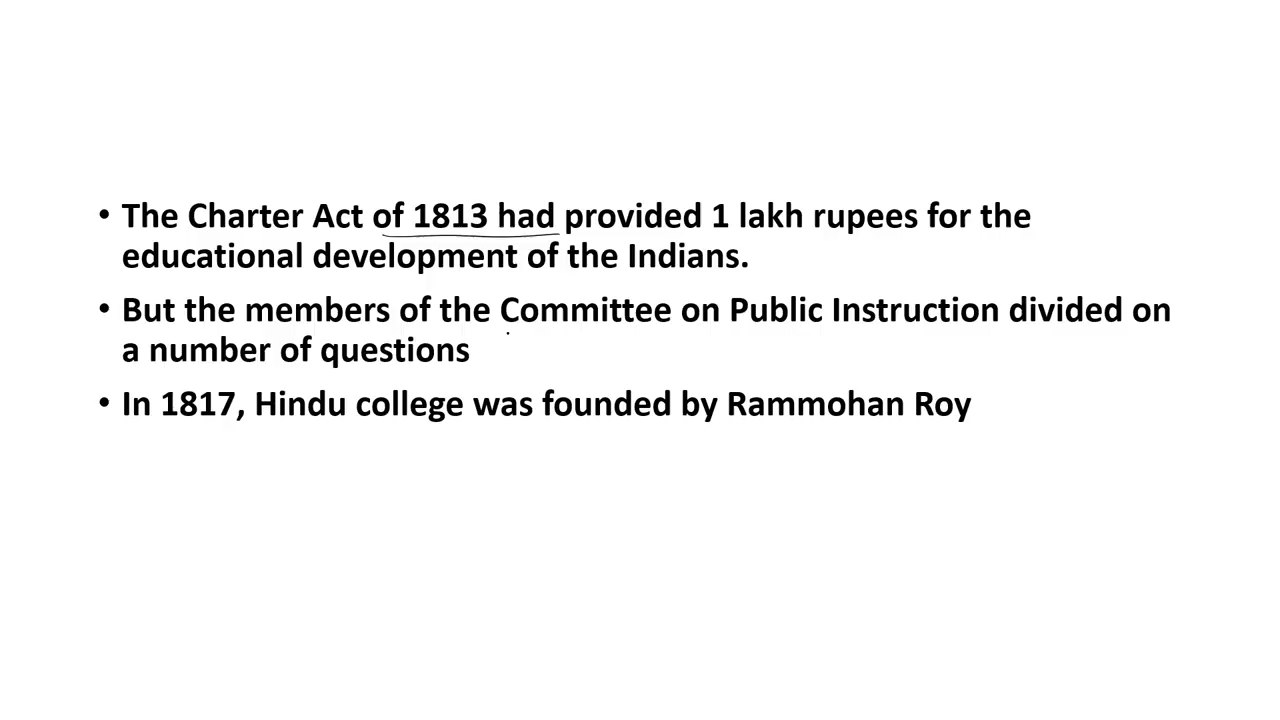 • The Charter Act of 1813 had provided 1 lakh rupees for the
educational development of the Indians.
• But the members of the Committee on Public Instruction divided on
a number of questions
• In 1817, Hindu college was founded by Rammohan Roy